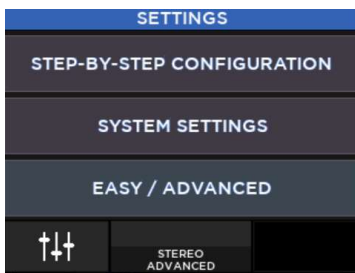 SETTINGS
STEP-BY-STEP CONFIGURATION
SYSTEM SETTINGS
EASY / ADVANCED
STEREO
ADVANCED